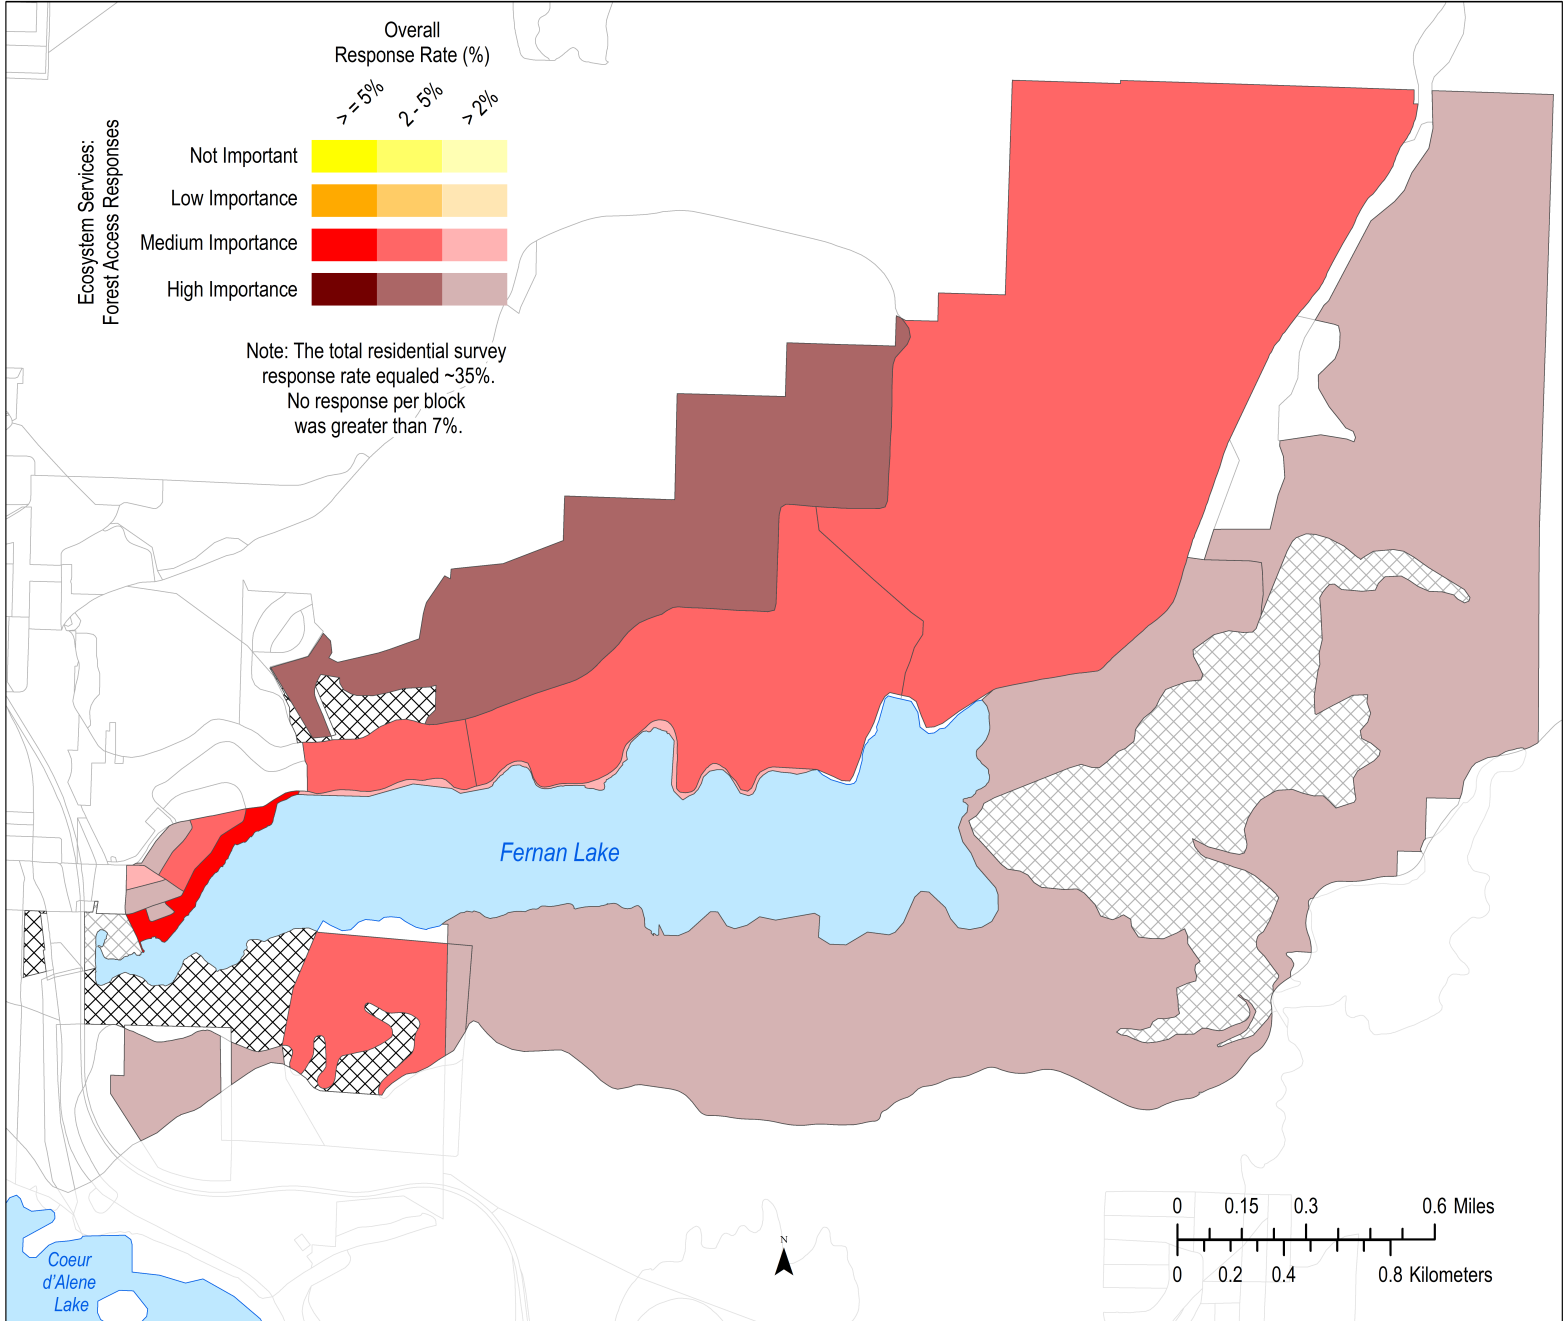 Overall
Response Rate (%)
> = 5%
2 - 5%
> 2%
Ecosystem Services:
Forest Access Responses
Not Important
Low Importance
Medium Importance
High Importance
Note: The total residential survey
response rate equaled ~35%.
No response per block
was greater than 7%.
Fernan Lake
Coeur
d'Alene
Lake
N
0 0.15 0.3 0.6 Miles
0 0.2 0.4 0.8 Kilometers